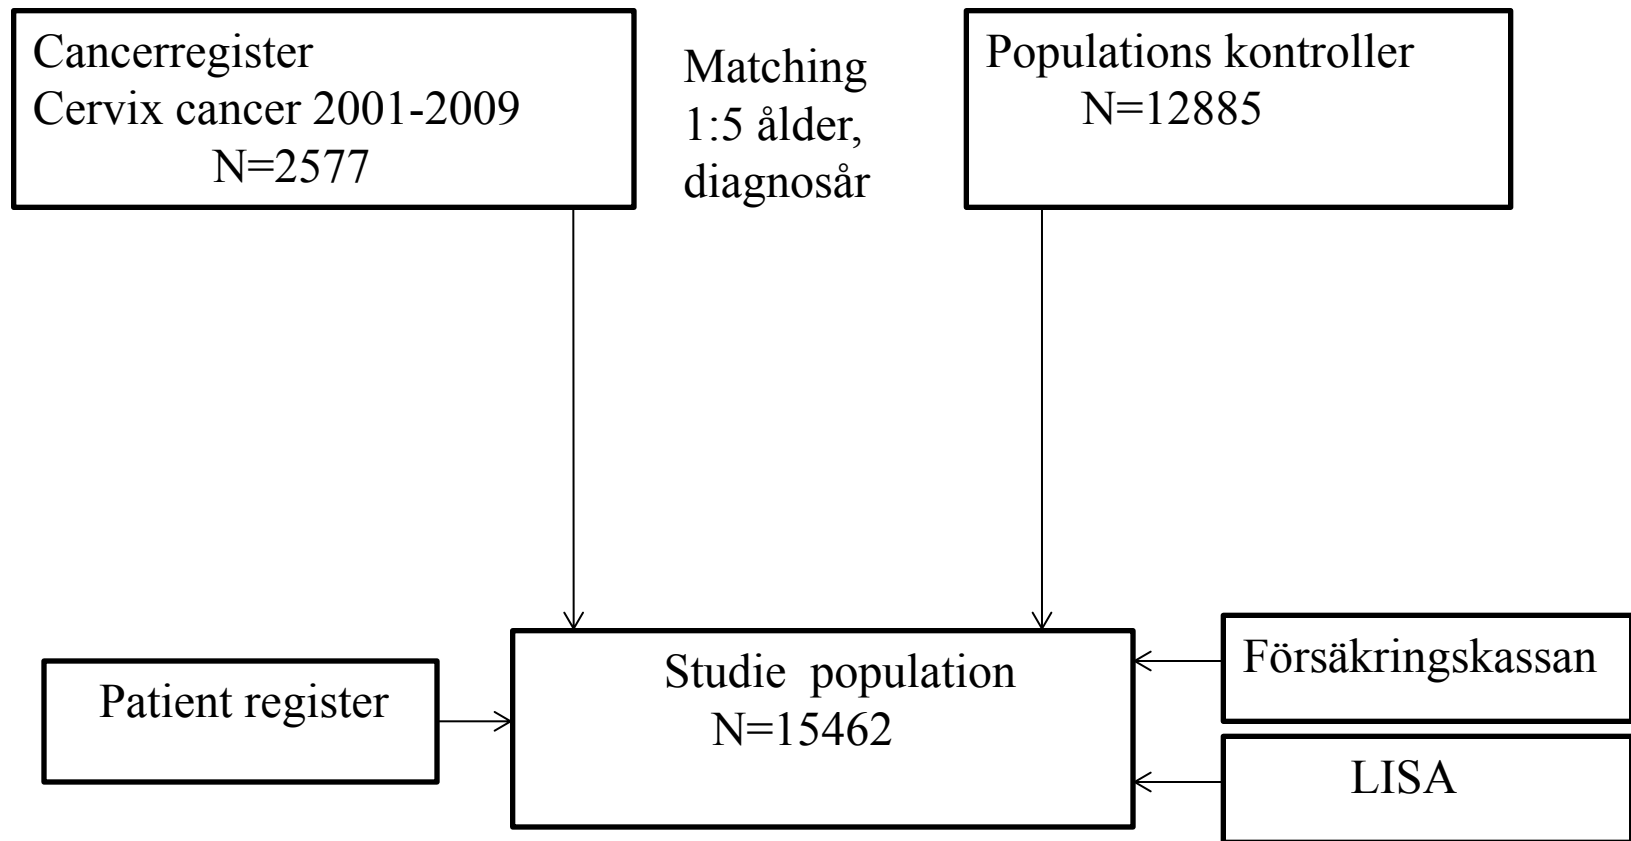 Cancerregister
Cervix cancer 2001-2009
N=2577
Matching
1:5 ålder,
diagnosår
Populations kontroller
N=12885
Patient register
Studie population
N=15462
Försäkringskassan
LISA